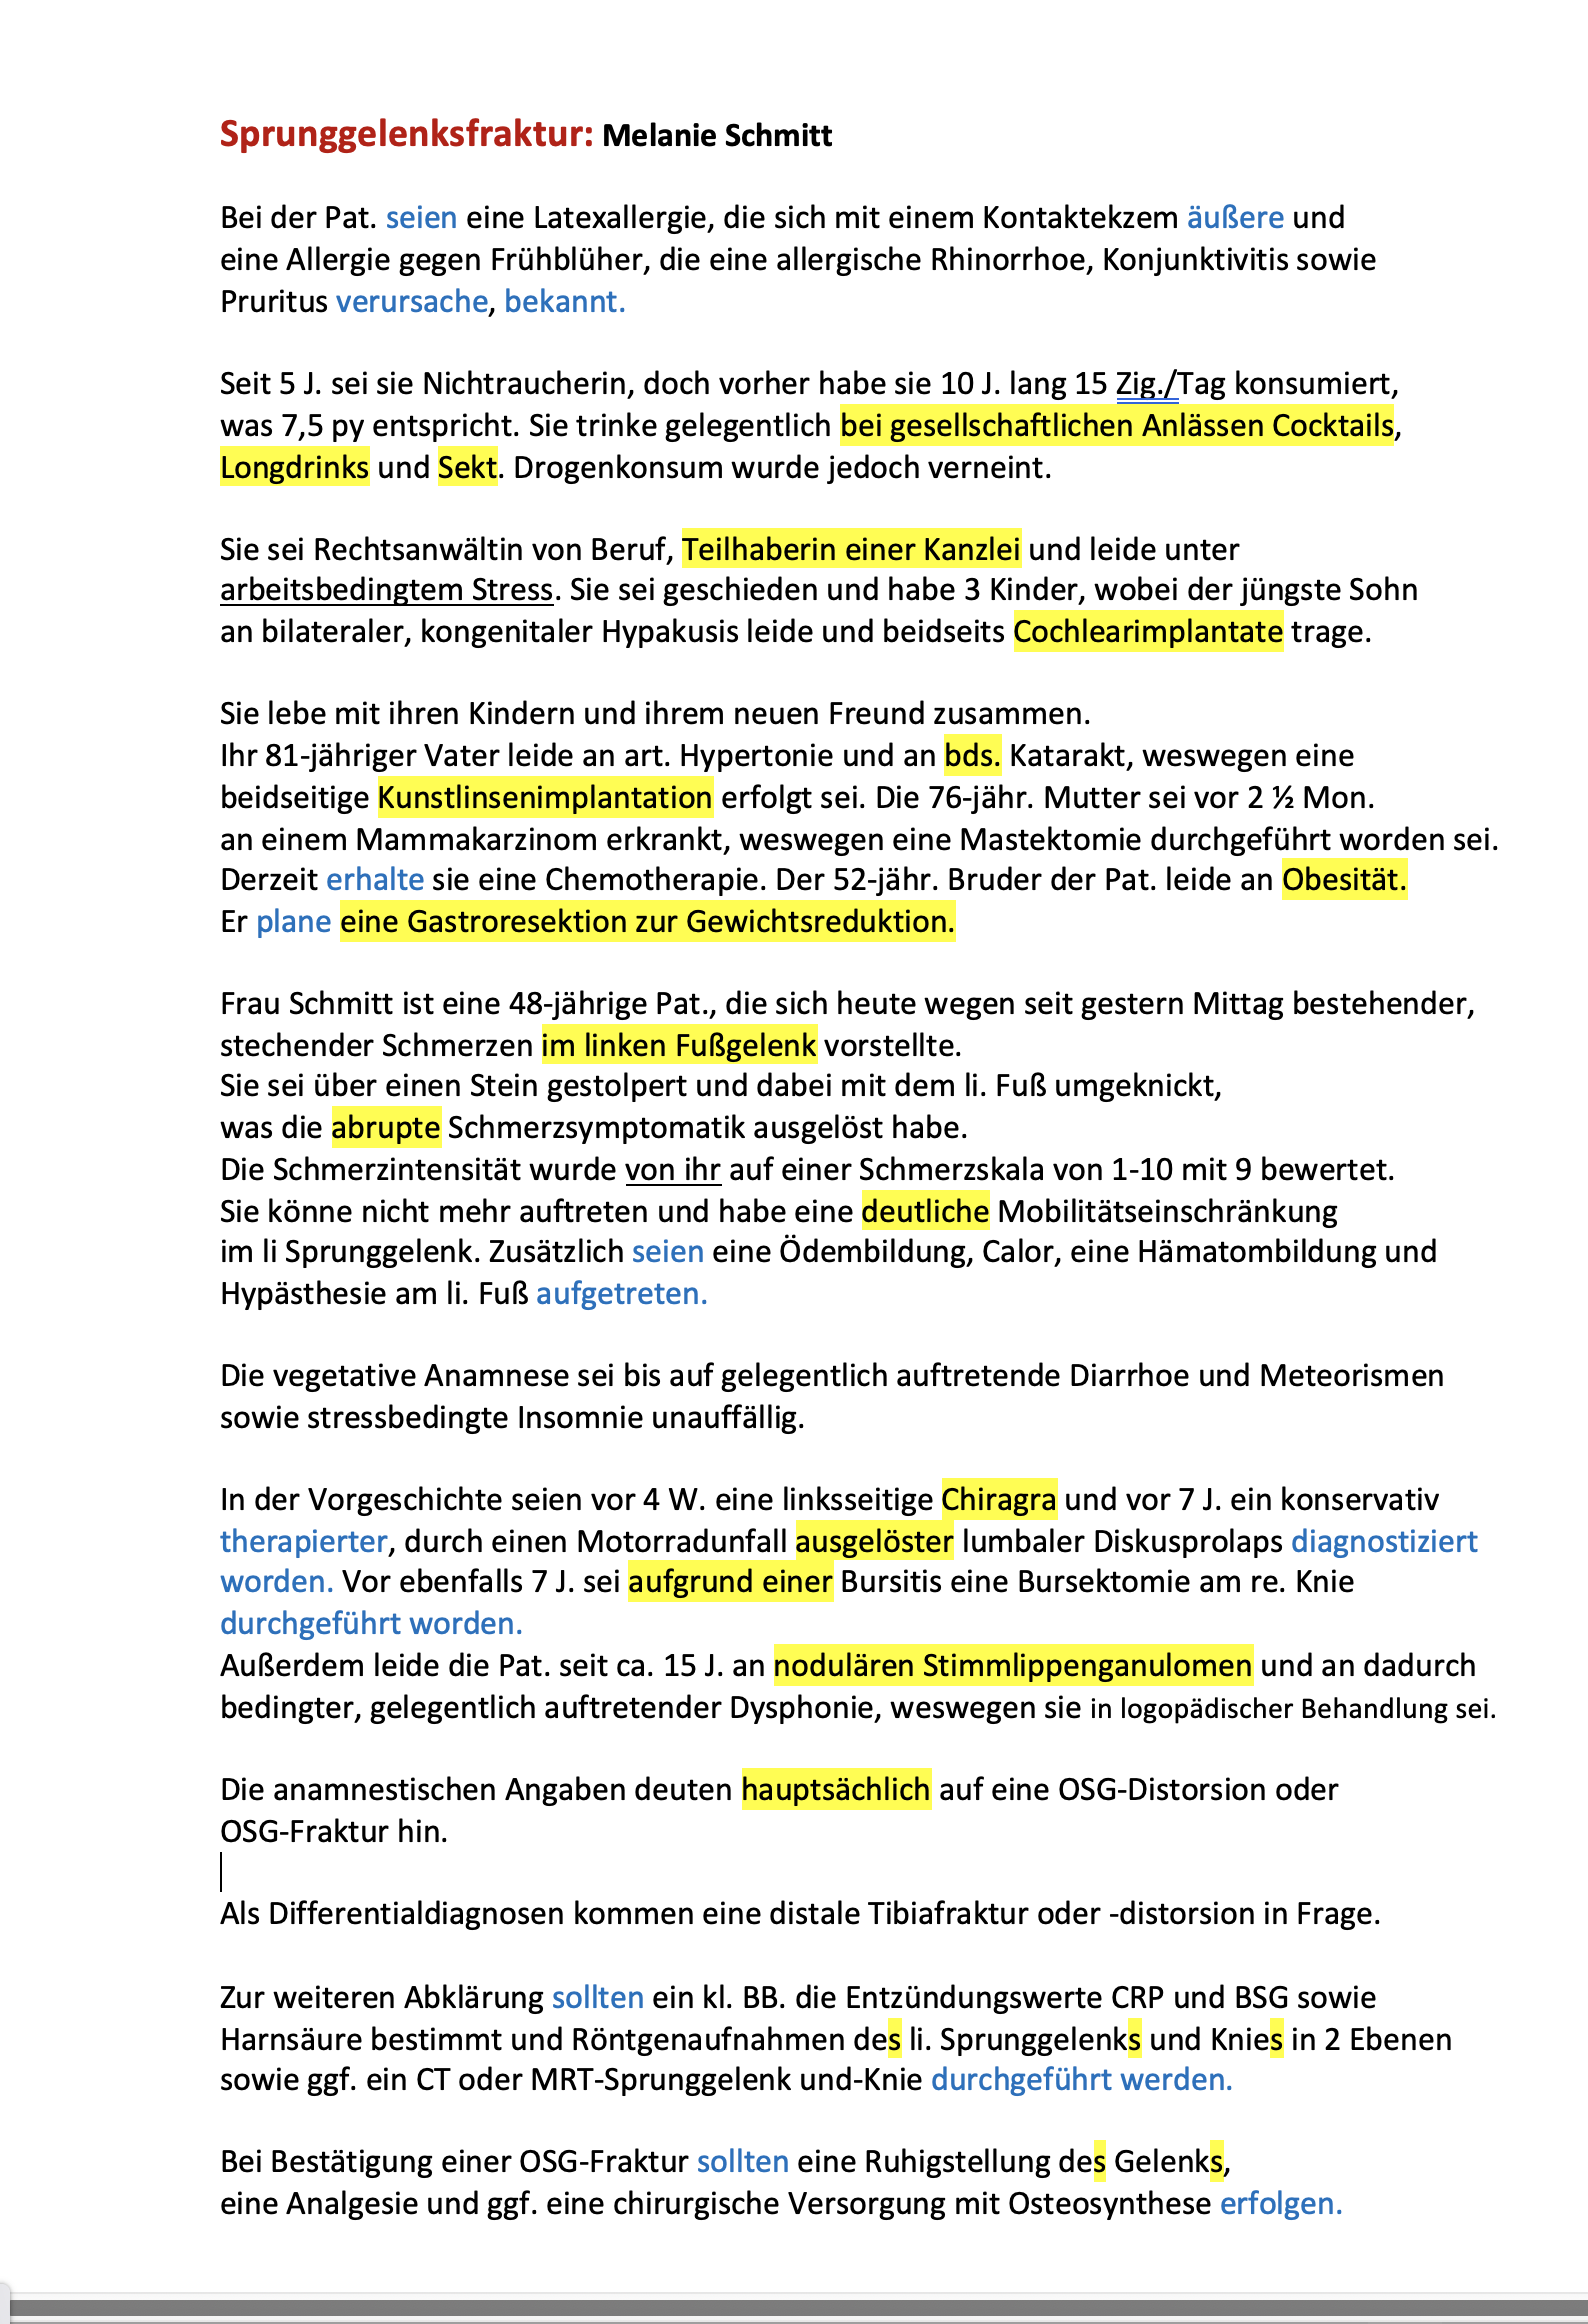 Sprunggelenksfraktur: Melanie Schmitt
Bei der Pat. seien eine Latexallergie, die sich mit einem Kontaktekzem äußere und
eine Allergie gegen Frühblüher, die eine allergische Rhinorrhoe, Konjunktivitis sowie
Pruritus verursache, bekannt.
Seit 5 J. sei sie Nichtraucherin, doch vorher habe sie 10 J. lang 15 Zig./Tag konsumiert,
was 7,5 py entspricht. Sie trinke gelegentlich bei gesellschaftlichen Anlässen Cocktails,
Longdrinks und Sekt. Drogenkonsum wurde jedoch verneint.
Sie sei Rechtsanwältin von Beruf, Teilhaberin einer Kanzlei und leide unter
arbeitsbedingtem Stress. Sie sei geschieden und habe 3 Kinder, wobei der jüngste Sohn
an bilateraler, kongenitaler Hypakusis leide und beidseits Cochlearimplantate trage.
Sie lebe mit ihren Kindern und ihrem neuen Freund zusammen.
Ihr 81-jähriger Vater leide an art. Hypertonie und an bds. Katarakt, weswegen eine
beidseitige Kunstlinsenimplantation erfolgt sei. Die 76-jähr. Mutter sei vor 2 ½ Mon.
an einem Mammakarzinom erkrankt, weswegen eine Mastektomie durchgeführt worden sei.
Derzeit erhalte sie eine Chemotherapie. Der 52-jähr. Bruder der Pat. leide an Obesität.
Er plane eine Gastroresektion zur Gewichtsreduktion.
Frau Schmitt ist eine 48-jährige Pat., die sich heute wegen seit gestern Mittag bestehender,
stechender Schmerzen im linken Fußgelenk vorstellte.
Sie sei über einen Stein gestolpert und dabei mit dem li. Fuß umgeknickt,
was die abrupte Schmerzsymptomatik ausgelöst habe.
Die Schmerzintensität wurde von ihr auf einer Schmerzskala von 1-10 mit 9 bewertet.
Sie könne nicht mehr auftreten und habe eine deutliche Mobilitätseinschränkung
im li Sprunggelenk. Zusätzlich seien eine Ödembildung, Calor, eine Hämatombildung und
Hypästhesie am li. Fuß aufgetreten.
Die vegetative Anamnese sei bis auf gelegentlich auftretende Diarrhoe und Meteorismen
sowie stressbedingte Insomnie unauffällig.
In der Vorgeschichte seien vor 4 W. eine linksseitige Chiragra und vor 7 J. ein konservativ
therapierter, durch einen Motorradunfall ausgelöster lumbaler Diskusprolaps diagnostiziert
worden. Vor ebenfalls 7 J. sei aufgrund einer Bursitis eine Bursektomie am re. Knie
durchgeführt worden.
Außerdem leide die Pat. seit ca. 15 J. an nodulären Stimmlippenganulomen und an dadurch
bedingter, gelegentlich auftretender Dysphonie, weswegen sie in logopädischer Behandlung sei.
Die anamnestischen Angaben deuten hauptsächlich auf eine OSG-Distorsion oder
OSG-Fraktur hin.
Als Differentialdiagnosen kommen eine distale Tibiafraktur oder -distorsion in Frage.
Zur weiteren Abklärung sollten ein kl. BB. die Entzündungswerte CRP und BSG sowie
Harnsäure bestimmt und Röntgenaufnahmen des li. Sprunggelenks und Knies in 2 Ebenen
sowie ggf. ein CT oder MRT-Sprunggelenk und-Knie durchgeführt werden.
Bei Bestätigung einer OSG-Fraktur sollten eine Ruhigstellung des Gelenks,
eine Analgesie und ggf. eine chirurgische Versorgung mit Osteosynthese erfolgen.